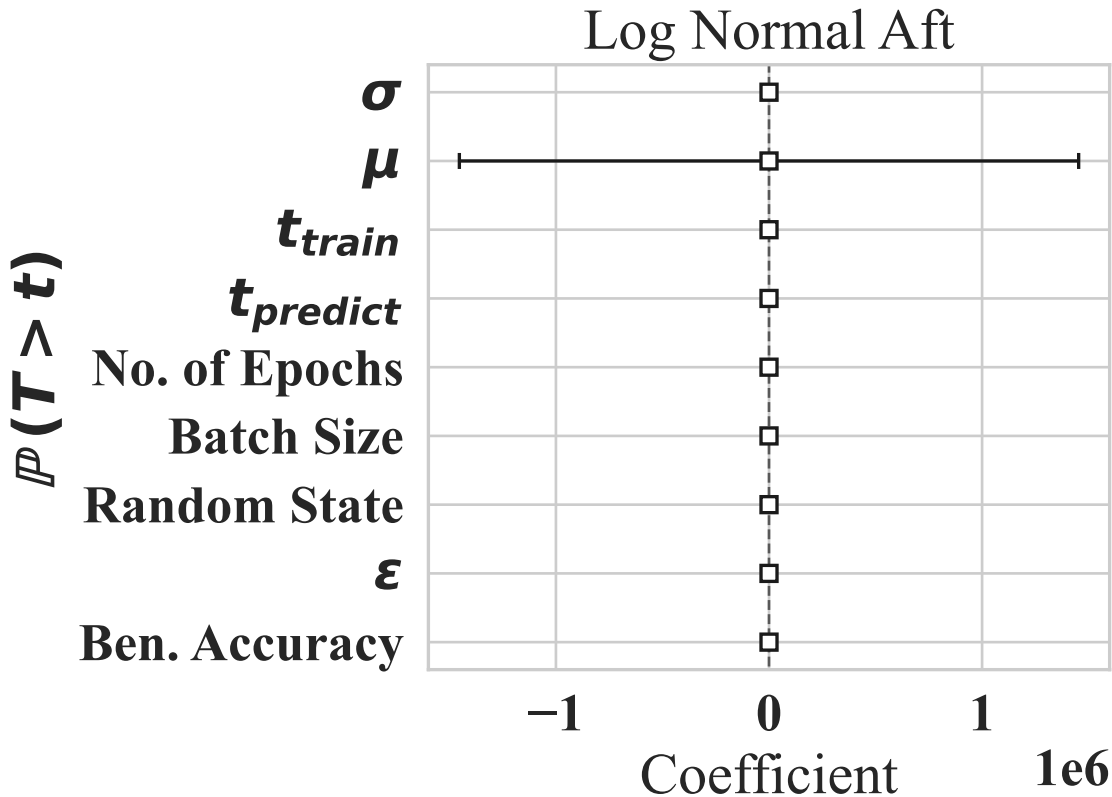 Log Normal Aft
ℙ(T > t)
σ
μ
t_train
t_predict
No. of Epochs
Batch Size
Random State
ε
Ben. Accuracy
−1 0 1
1e6
Coefficient